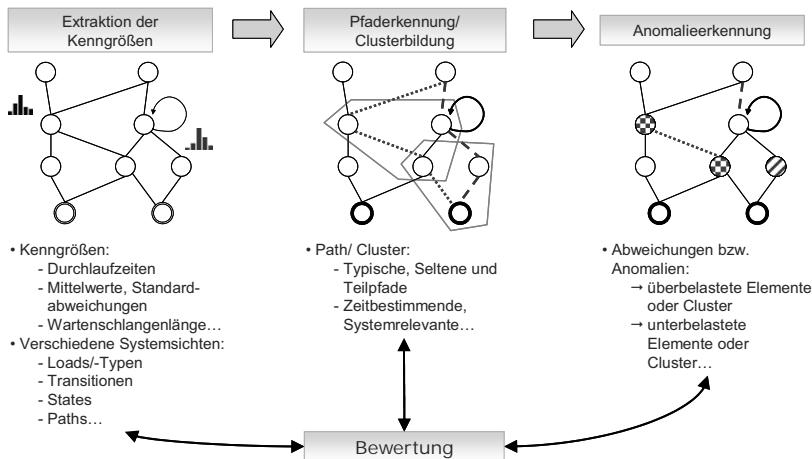 Extraktion der
Kenngrößen
Pfaderkennung/
Clusterbildung
Anomalieerkennung
• Kenngrößen:
- Durchlaufzeiten
- Mittelwerte, Standard-
abweichungen
- Wartenschlangenlänge…
• Verschiedene Systemsichten:
- Loads/-Typen
- Transitionen
- States
- Paths…
• Path/ Cluster:
- Typische, Seltene und
Teilpfade
- Zeitbestimmende,
Systemrelevante…
• Abweichungen bzw.
Anomalien:
→ überbelastete Elemente
oder Cluster
→ unterbelastete
Elemente oder
Cluster…
Bewertung